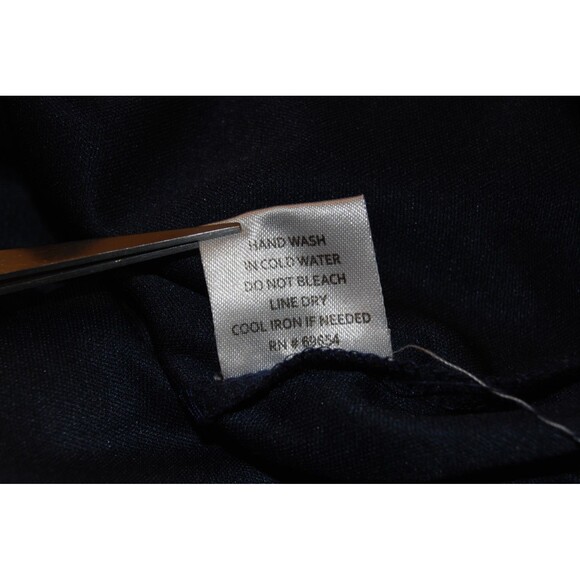 HAND WASH
IN COLD WATER
DO NOT BLEACH
LINE DRY
COOL IRON IF NEEDED
RN # 69654